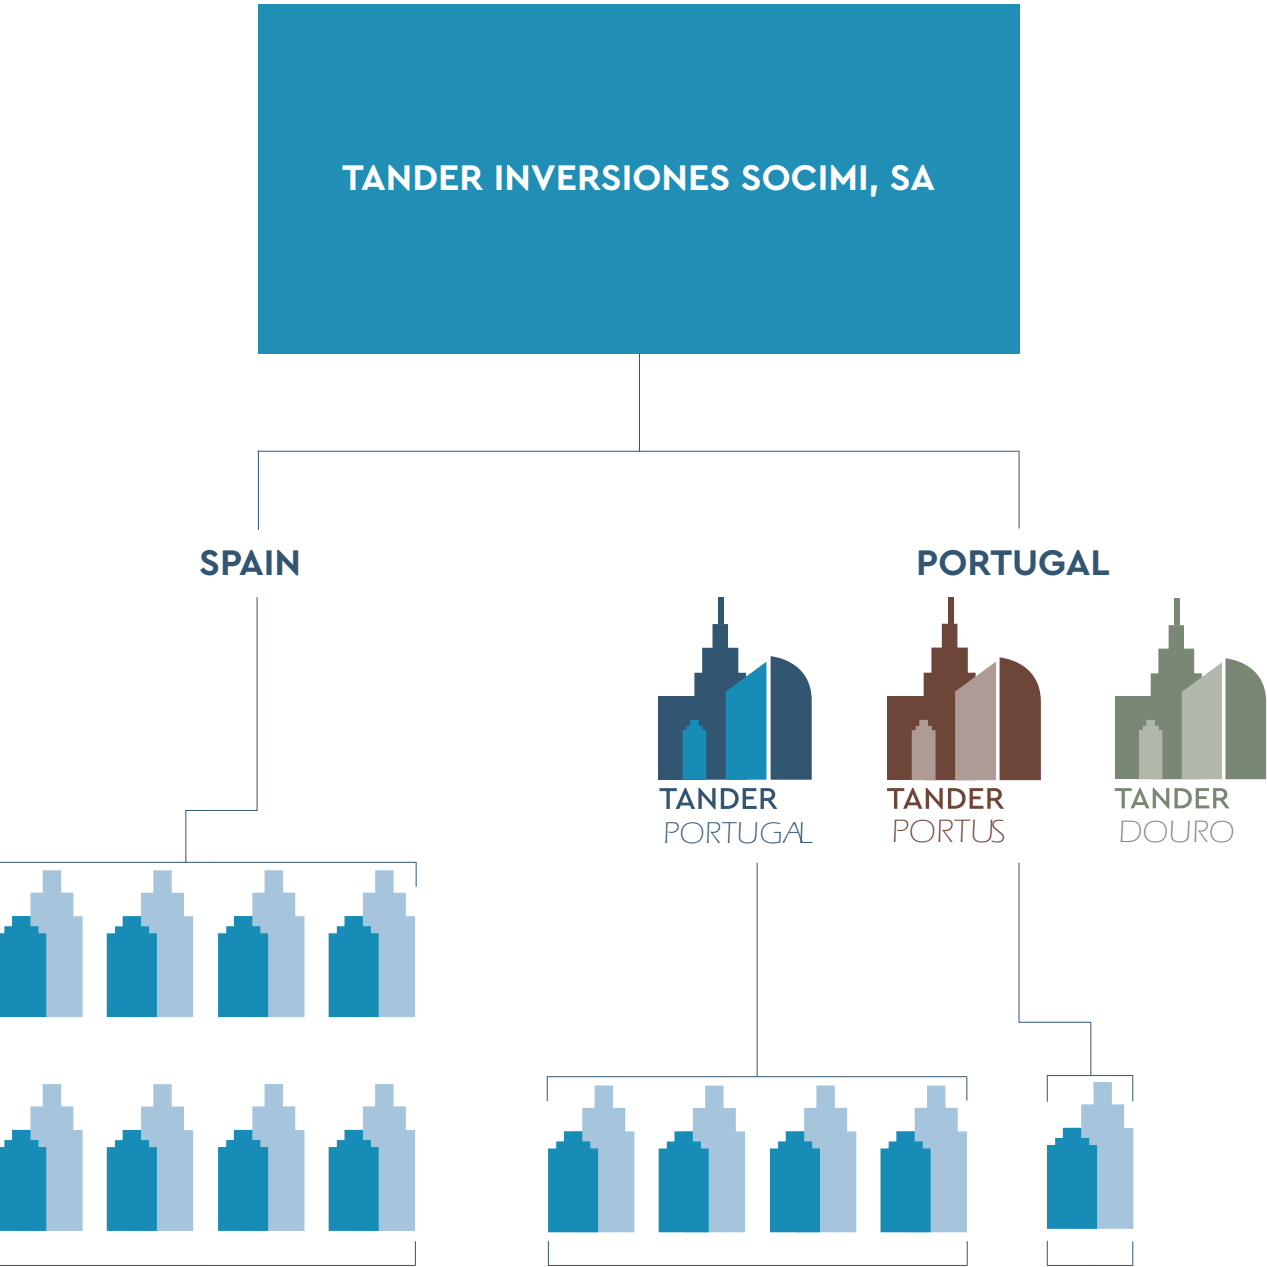 TANDER INVERSIONES SOCIMI, SA
SPAIN
PORTUGAL
TANDER
PORTUGAL
TANDER
PORTUS
TANDER
DOURO